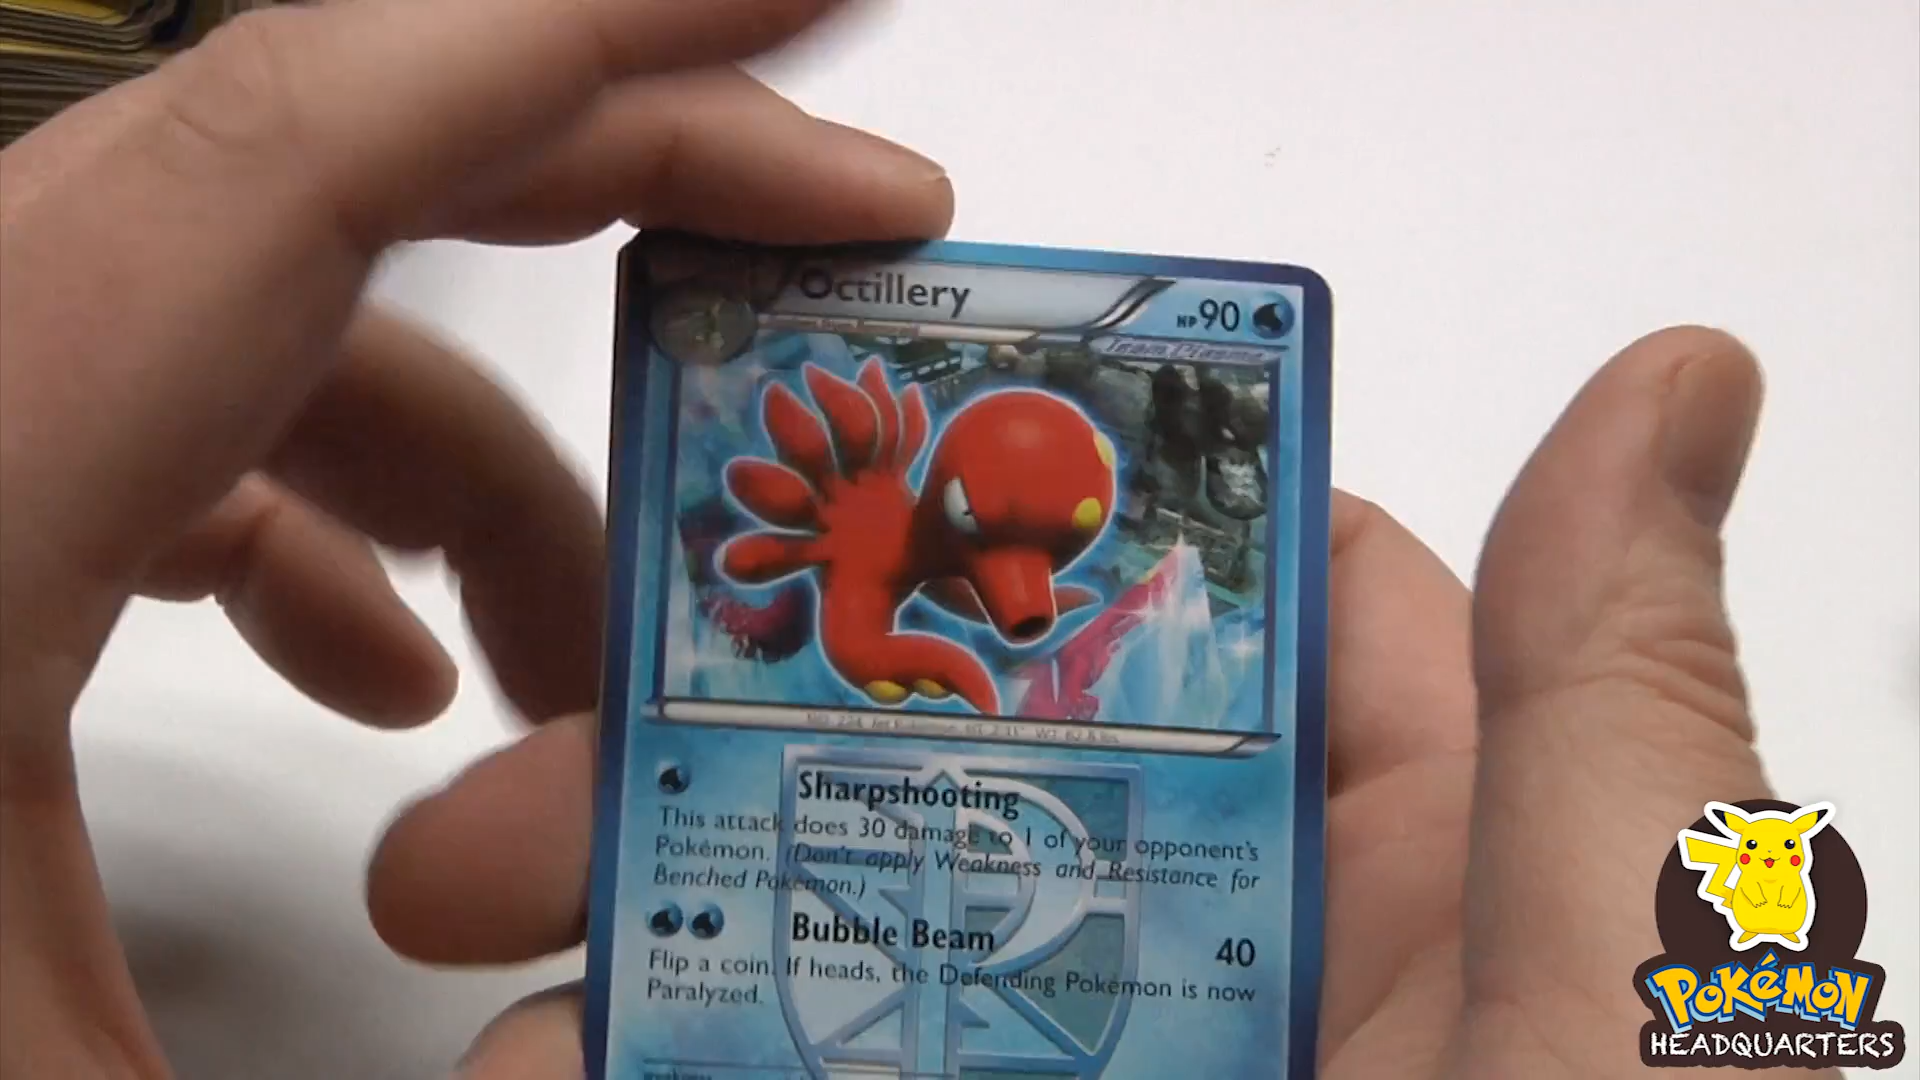 Octillery
HP90
Team Plasma
Sharpshooting
This attack does 30 damage to 1 of your opponent's
Pokémon. (Don't apply Weakness and Resistance for
Benched Pokémon.)
Bubble Beam 40
Flip a coin. If heads, the Defending Pokémon is now
Paralyzed.
POKÉMON
HEADQUARTERS